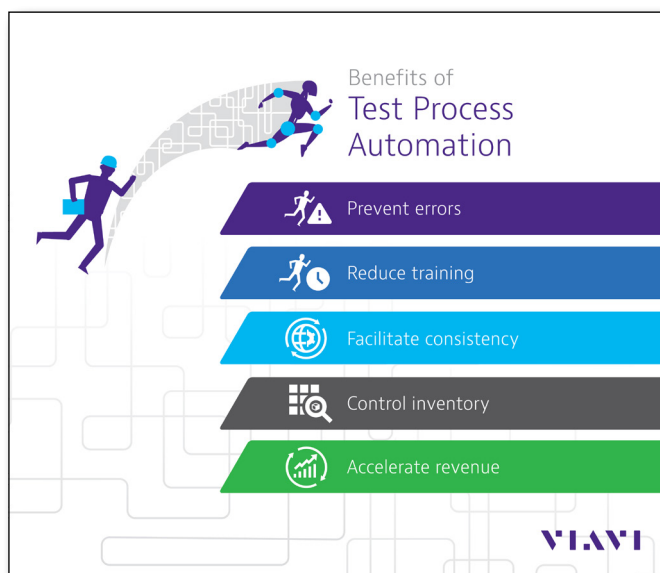 Benefits of
Test Process
Automation
Prevent errors
Reduce training
Facilitate consistency
Control inventory
Accelerate revenue
VIAVI